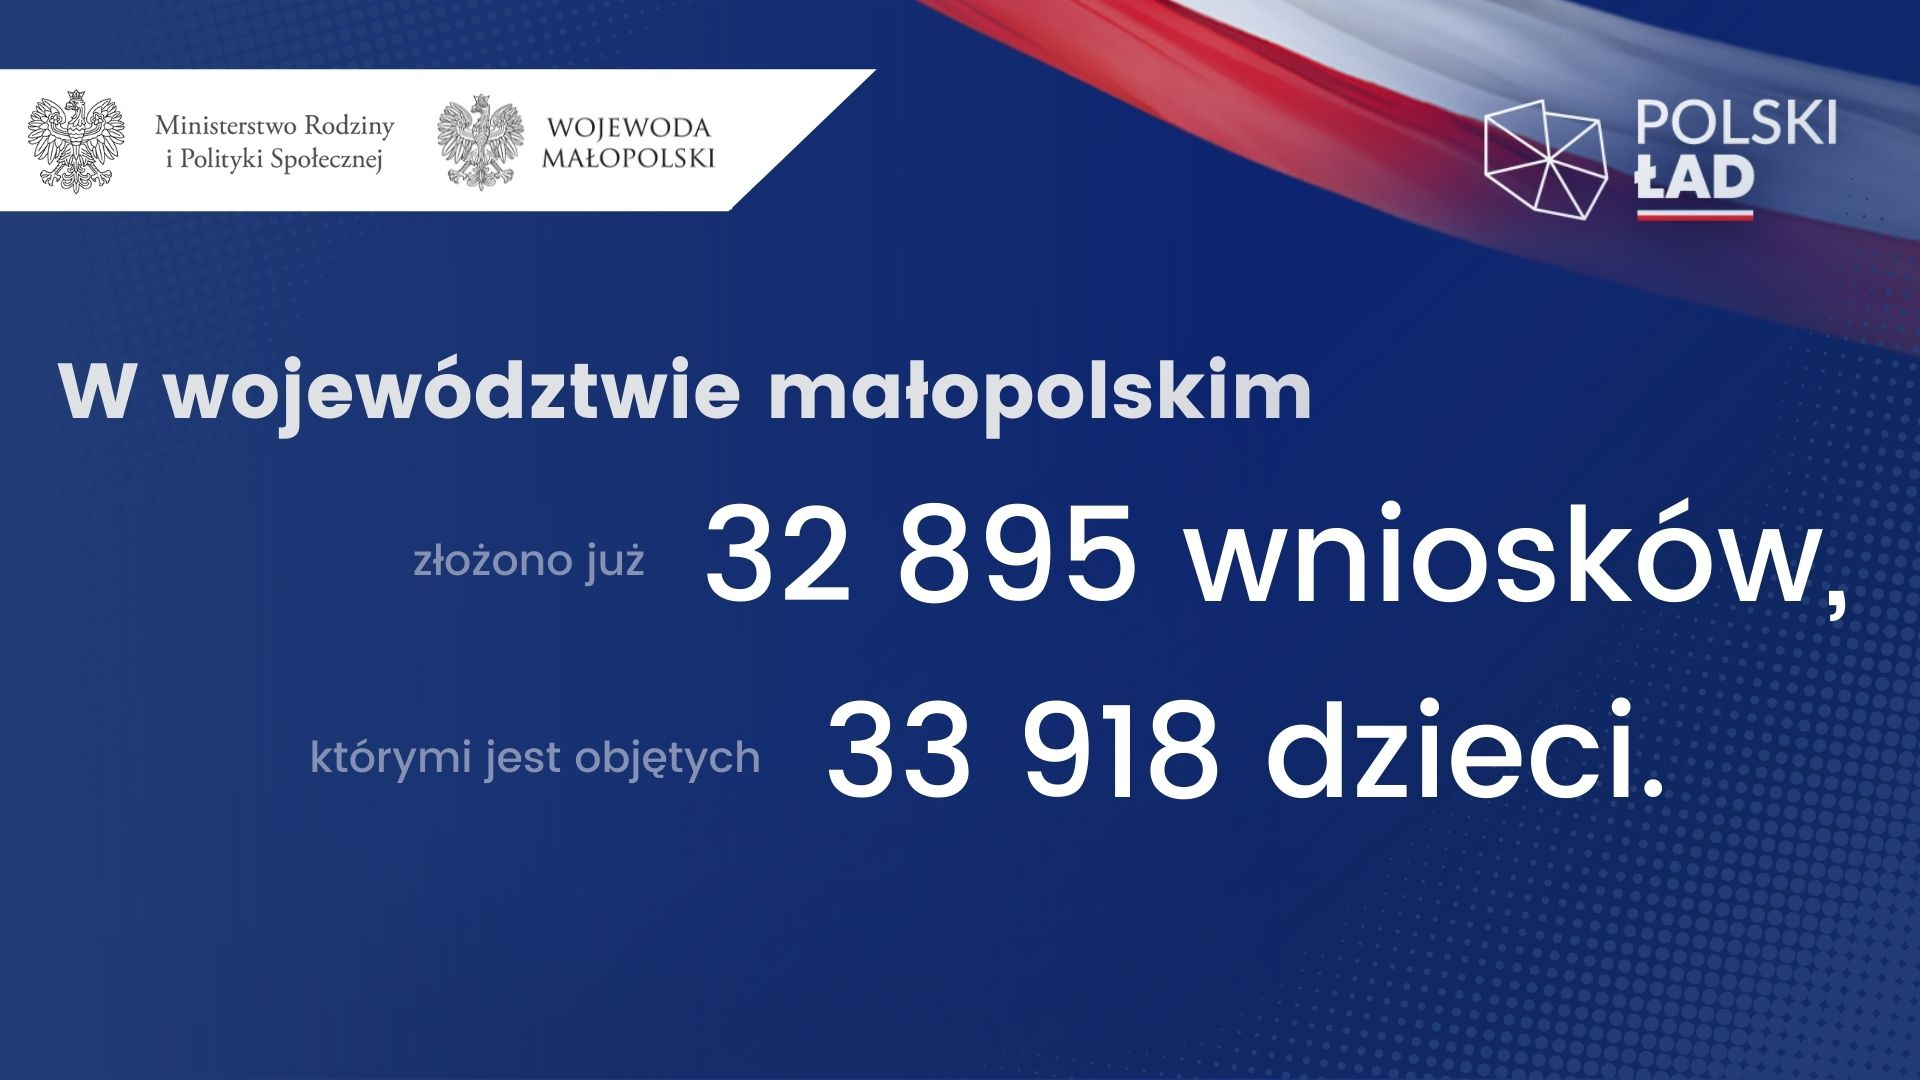 Ministerstwo Rodziny
i Polityki Społecznej
WOJEWODA
MAŁOPOLSKI
POLSKI
ŁAD
W województwie małopolskim
złożono już 32 895 wniosków,
którymi jest objętych 33 918 dzieci.